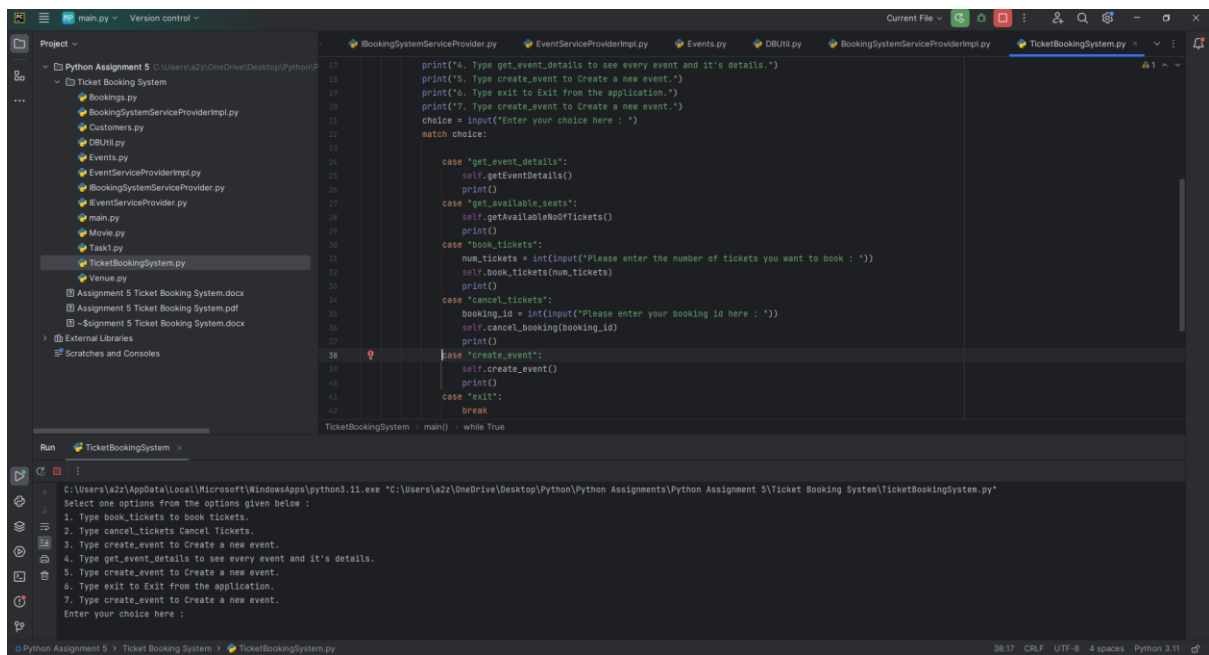 PC MP main.py Version control Current File
Project
IBookingSystemServiceProvider.py EventServiceProviderImpl.py Events.py DBUtil.py BookingSystemServiceProviderImpl.py TicketBookingSystem.py
Python Assignment 5 C:\Users\a2z\OneDrive\Desktop\Python\P
Ticket Booking System
Bookings.py
BookingSystemServiceProviderImpl.py
Customers.py
DBUtil.py
Events.py
EventServiceProviderImpl.py
IBookingSystemServiceProvider.py
IEventServiceProvider.py
main.py
Movie.py
Task1.py
TicketBookingSystem.py
Venue.py
Assignment 5 Ticket Booking System.docx
Assignment 5 Ticket Booking System.pdf
~$signment 5 Ticket Booking System.docx
External Libraries
Scratches and Consoles
1
17 print("4. Type get_event_details to see every event and it's details.")
18 print("5. Type create_event to Create a new event.")
19 print("6. Type exit to Exit from the application.")
20 print("7. Type create_event to Create a new event.")
21 choice = input("Enter your choice here : ")
22 match choice:
23
24 case "get_event_details":
25 self.getEventDetails()
26 print()
27 case "get_available_seats":
28 self.getAvailableNoOfTickets()
29 print()
30 case "book_tickets":
31 num_tickets = int(input("Please enter the number of tickets you want to book : "))
32 self.book_tickets(num_tickets)
33 print()
34 case "cancel_tickets":
35 booking_id = int(input("Please enter your booking id here : "))
36 self.cancel_booking(booking_id)
37 print()
38 case "create_event":
39 self.create_event()
40 print()
41 case "exit":
42 break
TicketBookingSystem > main() > while True
Run TicketBookingSystem
C:\Users\a2z\AppData\Local\Microsoft\WindowsApps\python3.11.exe "C:\Users\a2z\OneDrive\Desktop\Python\Python Assignments\Python Assignment 5\Ticket Booking System\TicketBookingSystem.py"
Select one options from the options given below :
1. Type book_tickets to book tickets.
2. Type cancel_tickets Cancel Tickets.
3. Type create_event to Create a new event.
4. Type get_event_details to see every event and it's details.
5. Type create_event to Create a new event.
6. Type exit to Exit from the application.
7. Type create_event to Create a new event.
Enter your choice here :
Python Assignment 5 > Ticket Booking System > TicketBookingSystem.py 38:17 CRLF UTF-8 4 spaces Python 3.11